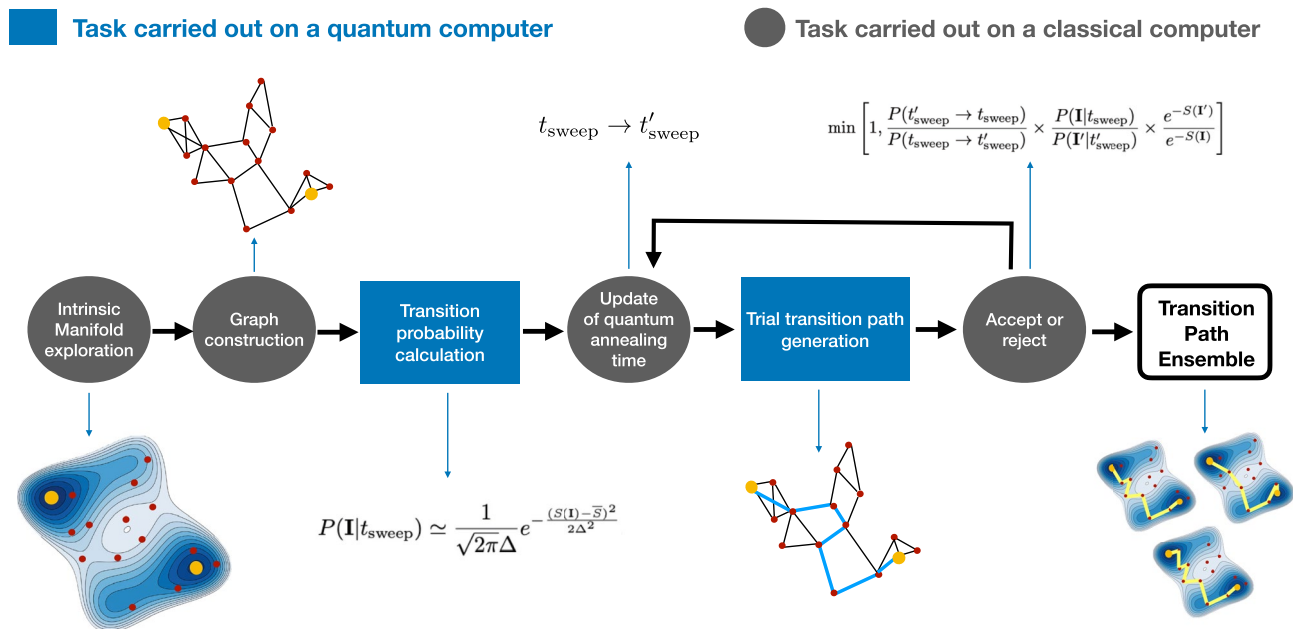 Task carried out on a quantum computer
Task carried out on a classical computer
t_sweep → t′_sweep
min [1, P(t′_sweep → t_sweep) / P(t_sweep → t′_sweep) × P(𝐈|t_sweep) / P(𝐈′|t′_sweep) × e^{−S(𝐈′)} / e^{−S(𝐈)}]
Intrinsic
Manifold
exploration
Graph
construction
Transition
probability
calculation
Update
of quantum
annealing
time
Trial transition path
generation
Accept or
reject
Transition
Path
Ensemble
P(𝐈|t_sweep) ≃ 1 / (√(2π)Δ) e^{−(S(𝐈)−S̅)² / 2Δ²}